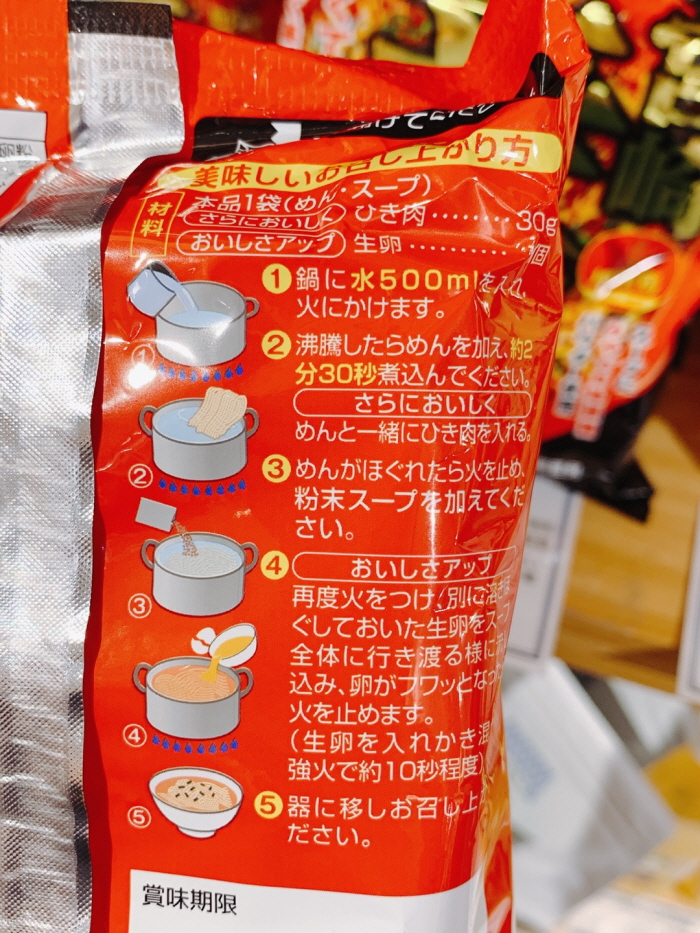 美味しいお召し上がり方
材料
本品1袋(めん・スープ)
さらにおいしく ひき肉………30g
おいしさアップ 生卵…………個
① 鍋に水500mlを入れ、
火にかけます。
② 沸騰したらめんを加え、約2
分30秒煮込んでください。
さらにおいしく
めんと一緒にひき肉を入れる。
③ めんがほぐれたら火を止め、
粉末スープを加えてくだ
さい。
④ おいしさアップ
再度火をつけ、別に溶きほ
ぐしておいた生卵をスープ
全体に行き渡る様に
込み、卵がフワッとなっ
火を止めます。
(生卵を入れかき混
強火で約10秒程度)
⑤ 器に移しお召し上
ださい。
①
②
③
④
⑤
賞味期限